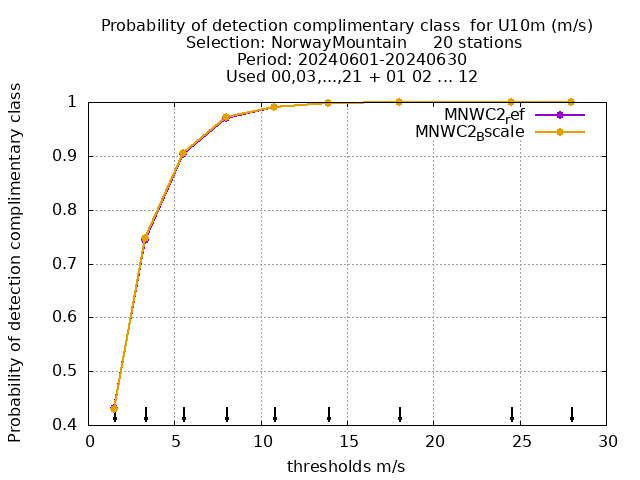 Probability of detection complimentary class  for U10m (m/s)
Selection: NorwayMountain     20 stations
Period: 20240601-20240630
Used 00,03,...,21 + 01 02 ... 12
Probability of detection complimentary class
1
0.9
0.8
0.7
0.6
0.5
0.4
MNWC2ref
MNWC2Bscale
0 5 10 15 20 25 30
thresholds m/s